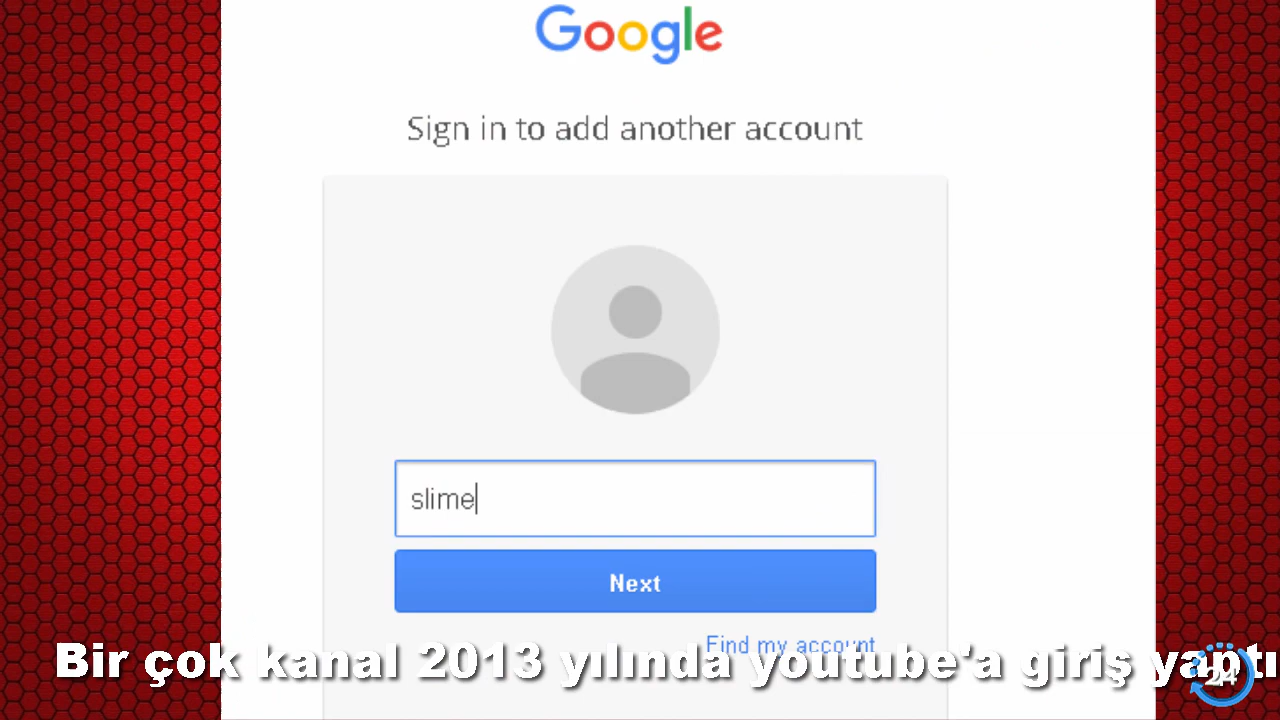 Google
Sign in to add another account
slime
Next
Find my account
Bir çok kanal 2013 yılında youtube'a giriş yaptı
24